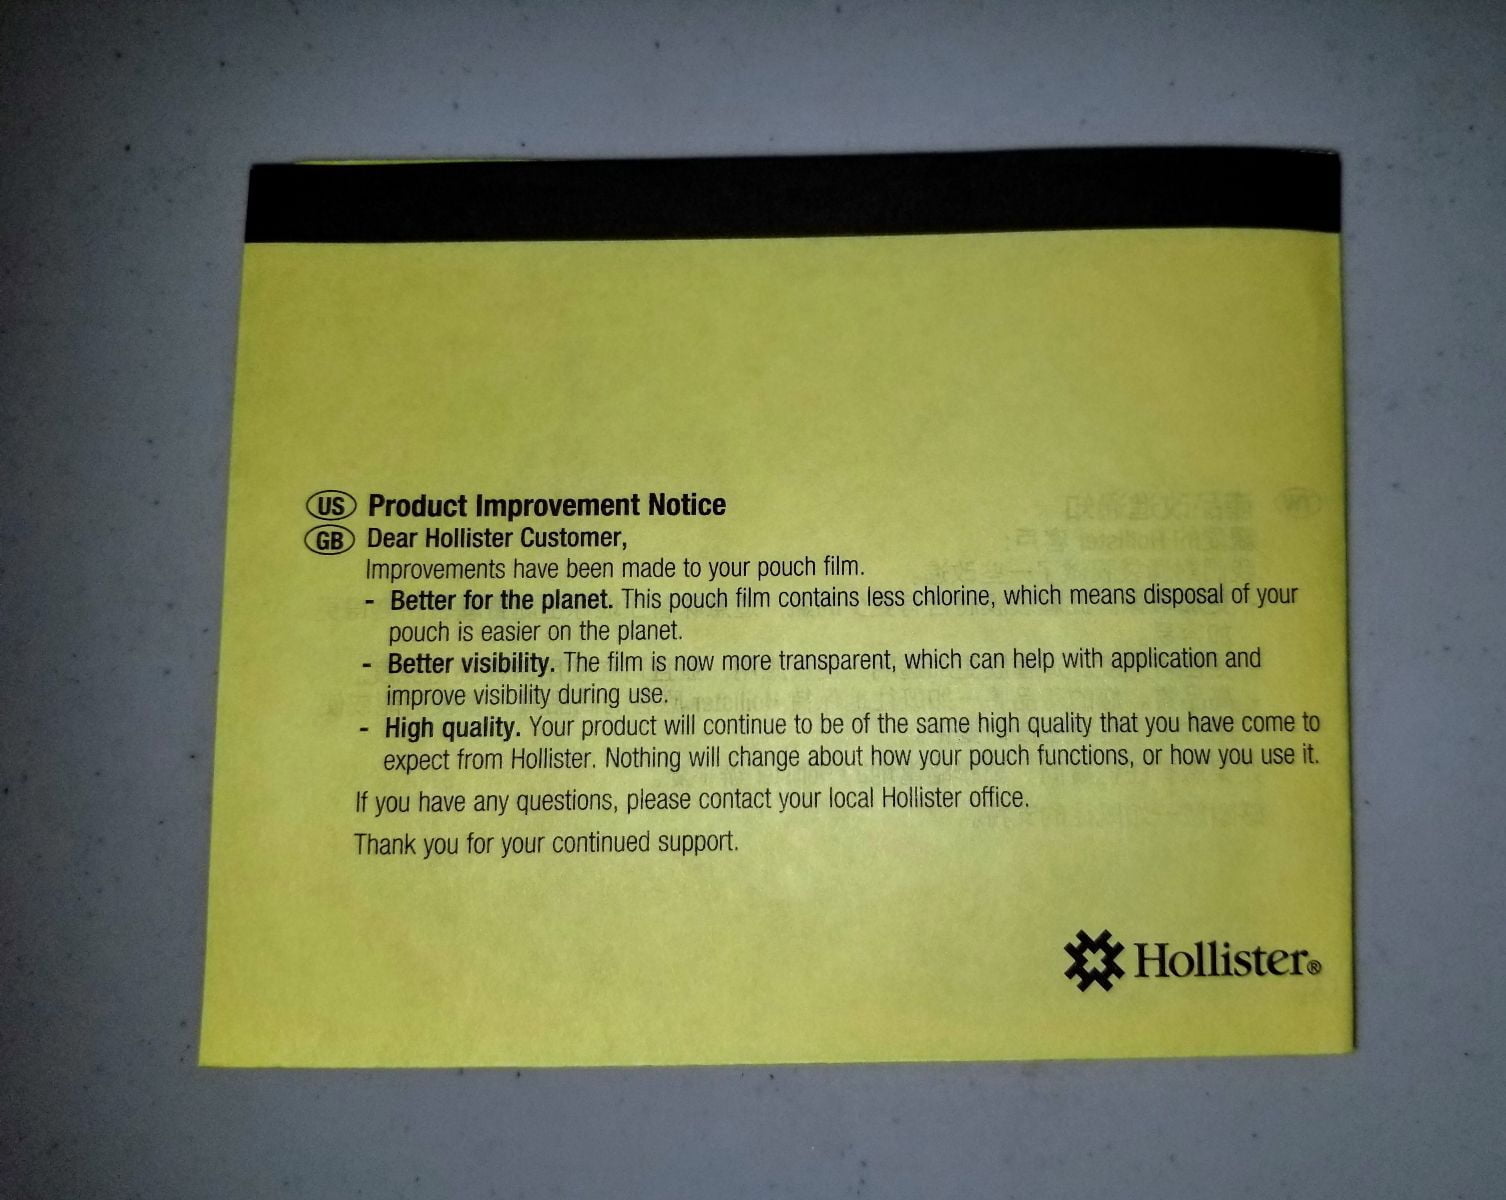 US Product Improvement Notice
GB Dear Hollister Customer,
Improvements have been made to your pouch film.
- Better for the planet. This pouch film contains less chlorine, which means disposal of your
pouch is easier on the planet.
- Better visibility. The film is now more transparent, which can help with application and
improve visibility during use.
- High quality. Your product will continue to be of the same high quality that you have come to
expect from Hollister. Nothing will change about how your pouch functions, or how you use it.
If you have any questions, please contact your local Hollister office.
Thank you for your continued support.
Hollister®